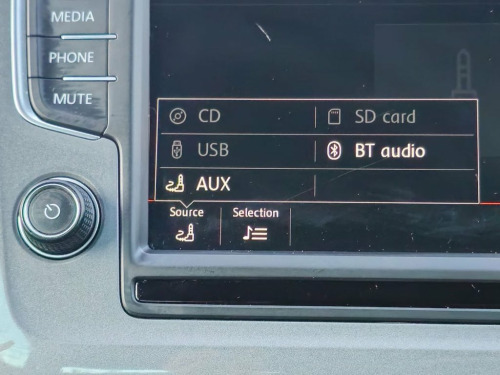 MEDIA
PHONE
MUTE
CD
SD card
USB
BT audio
AUX
Source
Selection